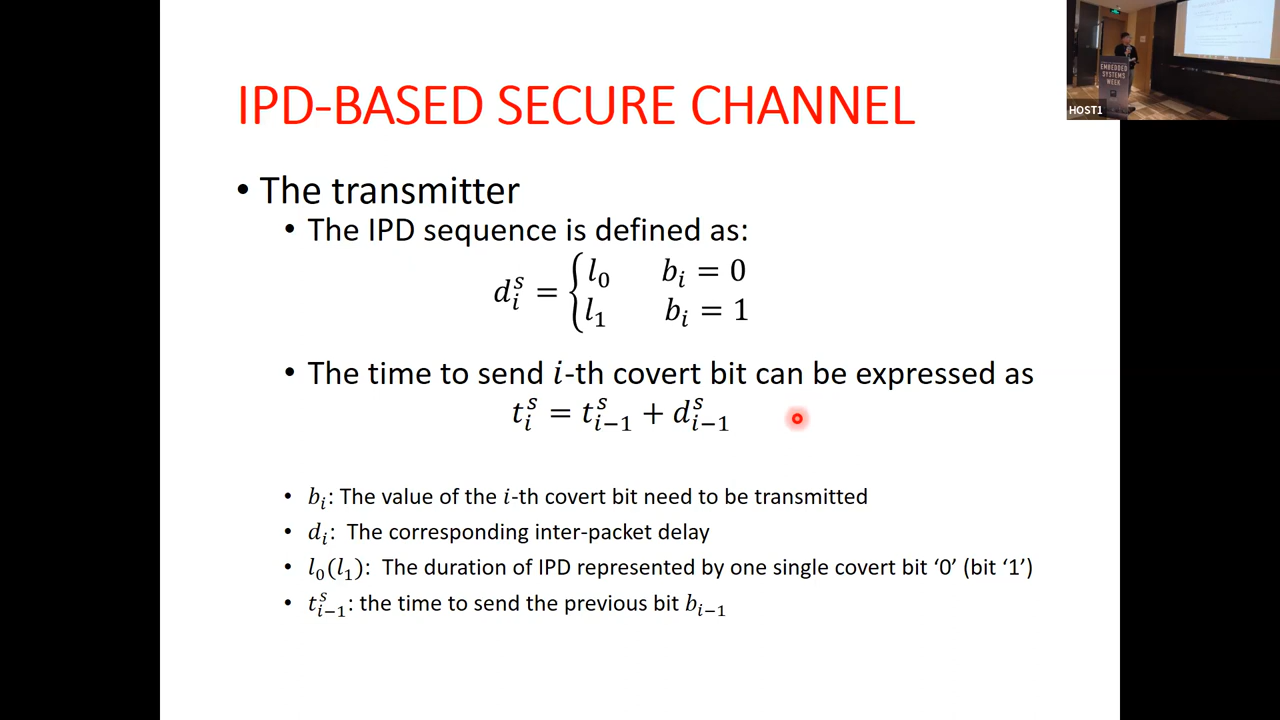 IPD-BASED SECURE CHANNEL
• The transmitter
• The IPD sequence is defined as:
d_i^s = { l_0 b_i = 0
l_1 b_i = 1
• The time to send i-th covert bit can be expressed as
t_i^s = t_{i−1}^s + d_{i−1}^s
• b_i: The value of the i-th covert bit need to be transmitted
• d_i: The corresponding inter-packet delay
• l_0(l_1): The duration of IPD represented by one single covert bit ‘0’ (bit ‘1’)
• t_{i−1}^s: the time to send the previous bit b_{i−1}
EMBEDDED
SYSTEMS
WEEK
HOST1